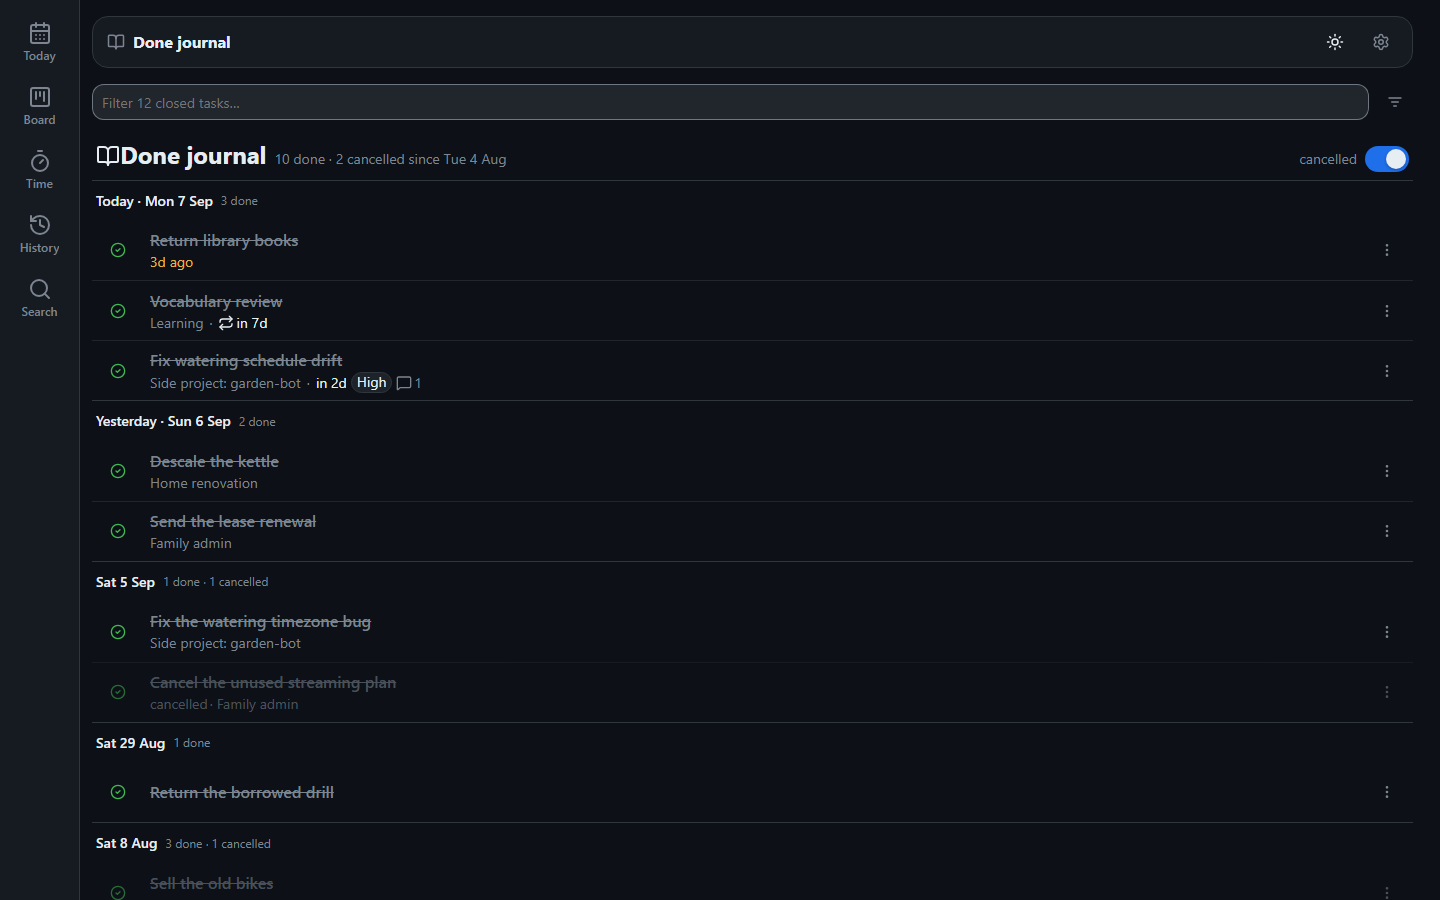 Today
Board
Time
History
Search
Done journal
Filter 12 closed tasks...
Done journal 10 done · 2 cancelled since Tue 4 Aug
cancelled
Today · Mon 7 Sep 3 done
Return library books
3d ago
Vocabulary review
Learning · in 7d
Fix watering schedule drift
Side project: garden-bot · in 2d High 1
Yesterday · Sun 6 Sep 2 done
Descale the kettle
Home renovation
Send the lease renewal
Family admin
Sat 5 Sep 1 done · 1 cancelled
Fix the watering timezone bug
Side project: garden-bot
Cancel the unused streaming plan
cancelled · Family admin
Sat 29 Aug 1 done
Return the borrowed drill
Sat 8 Aug 3 done · 1 cancelled
Sell the old bikes